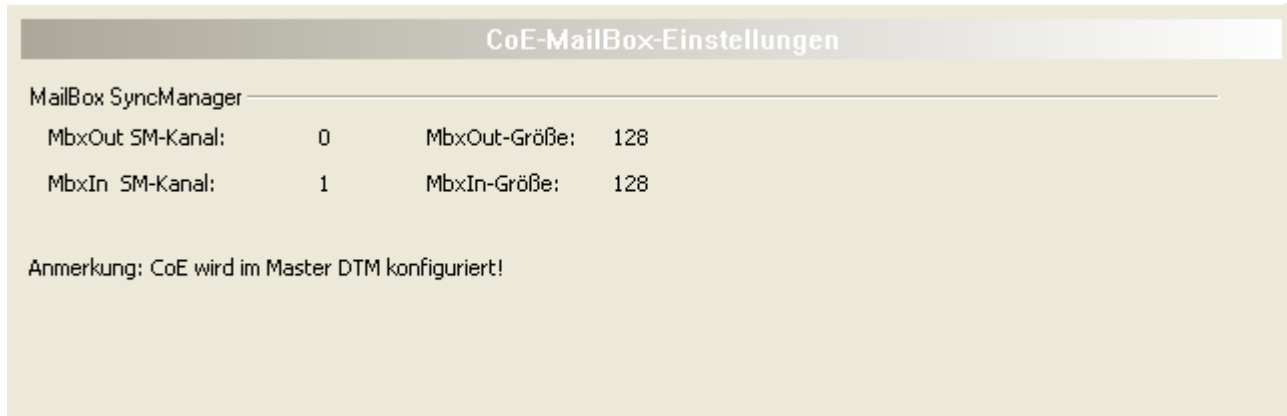 CoE-MailBox-Einstellungen
MailBox SyncManager
MbxOut SM-Kanal: 0 MbxOut-Größe: 128
MbxIn SM-Kanal: 1 MbxIn-Größe: 128
Anmerkung: CoE wird im Master DTM konfiguriert!